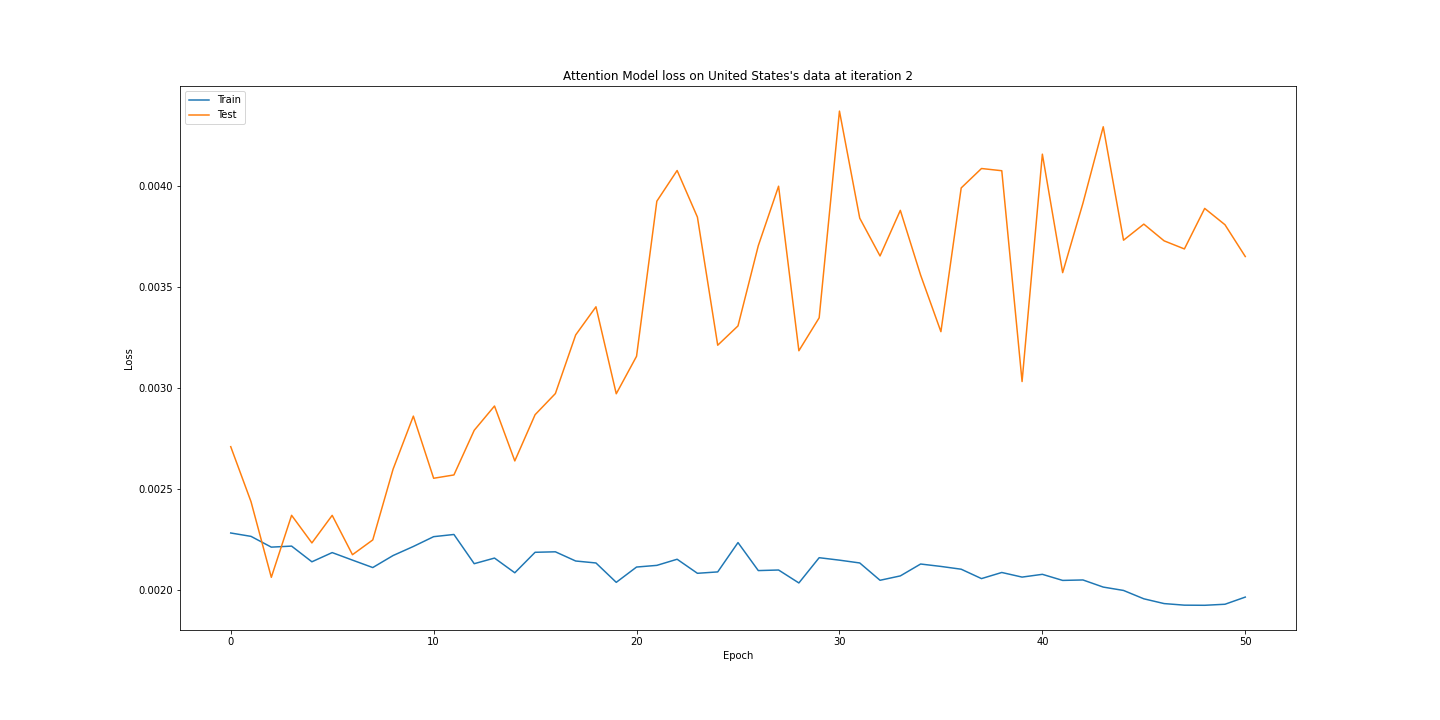 Attention Model loss on United States's data at iteration 2
Train
Test
0.0040
0.0035
0.0030
0.0025
0.0020
Loss
0 10 20 30 40 50
Epoch